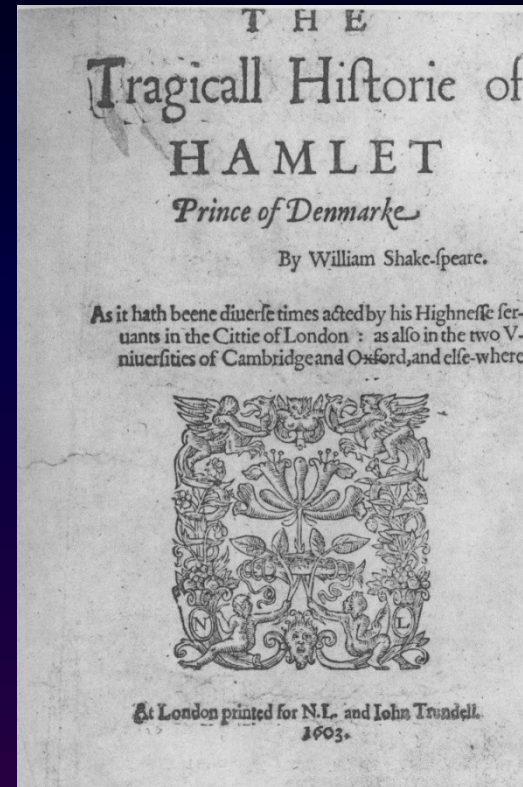 THE
Tragicall Hiſtorie of
HAMLET
Prince of Denmarke
By William Shake-ſpeare.
As it hath beene diuerſe times acted by his Highneſſe ſer-
uants in the Cittie of London : as alſo in the two V-
niuerſities of Cambridge and Oxford, and elſe-where
N L
At London printed for N.L. and Iohn Trundell.
1603.